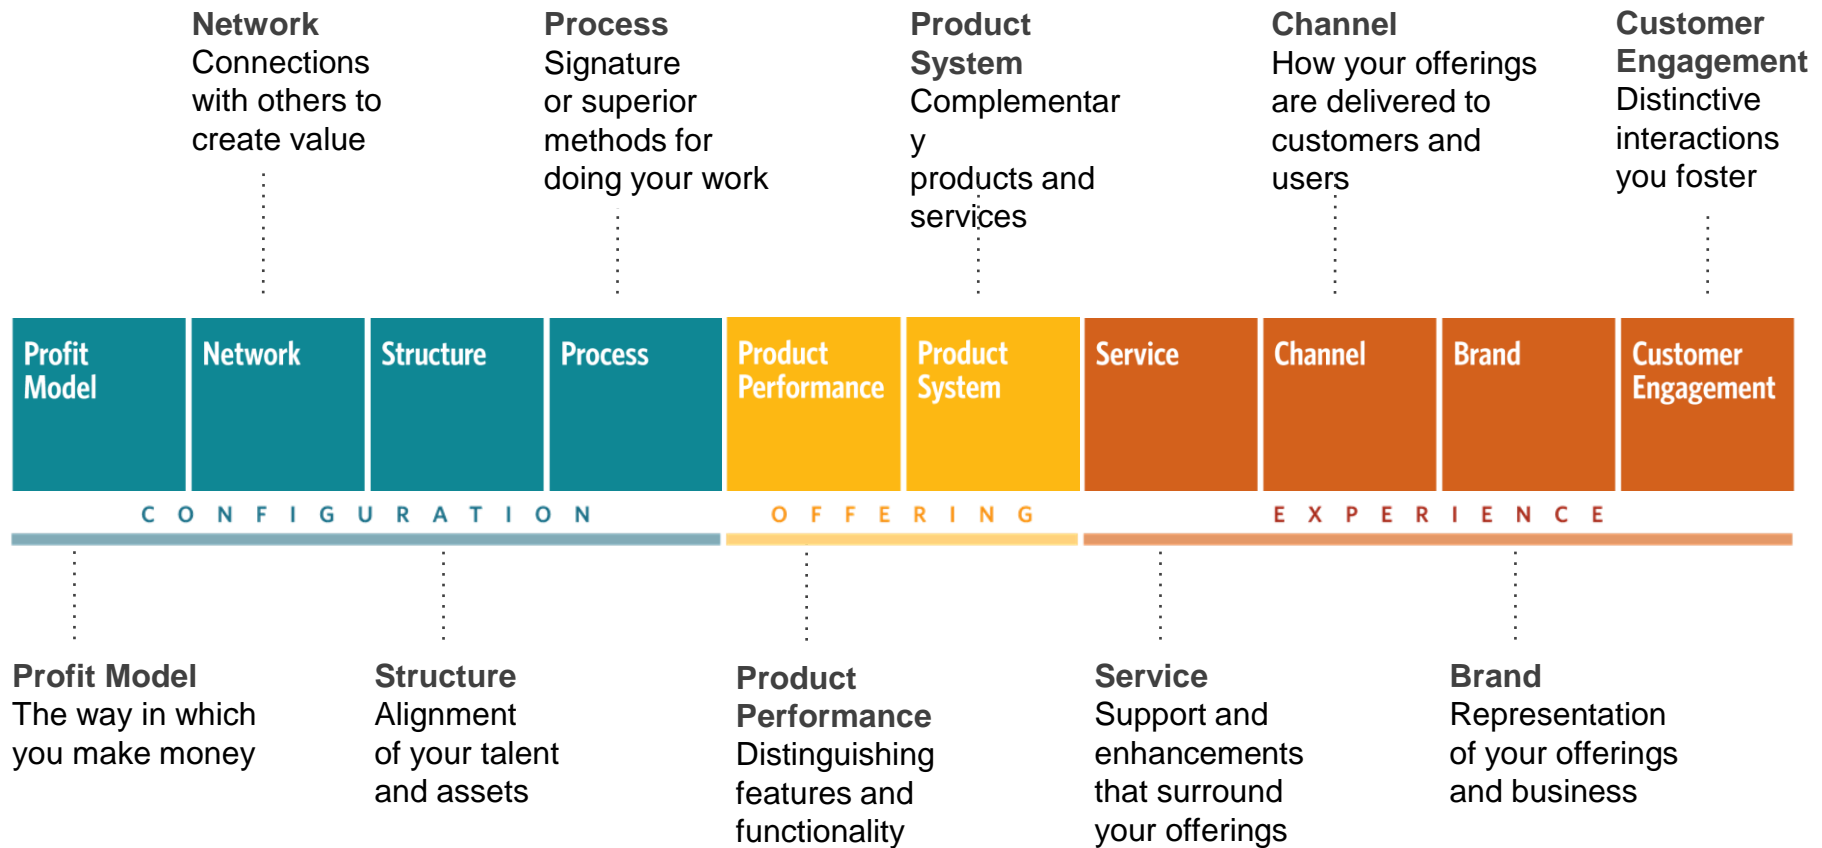 Network
Connections
with others to
create value
Process
Signature
or superior
methods for
doing your work
Product
System
Complementar
y
products and
services
Channel
How your offerings
are delivered to
customers and
users
Customer
Engagement
Distinctive
interactions
you foster
Profit
Model
Network
Structure
Process
Product
Performance
Product
System
Service
Channel
Brand
Customer
Engagement
CONFIGURATION
OFFERING
EXPERIENCE
Profit Model
The way in which
you make money
Structure
Alignment
of your talent
and assets
Product
Performance
Distinguishing
features and
functionality
Service
Support and
enhancements
that surround
your offerings
Brand
Representation
of your offerings
and business